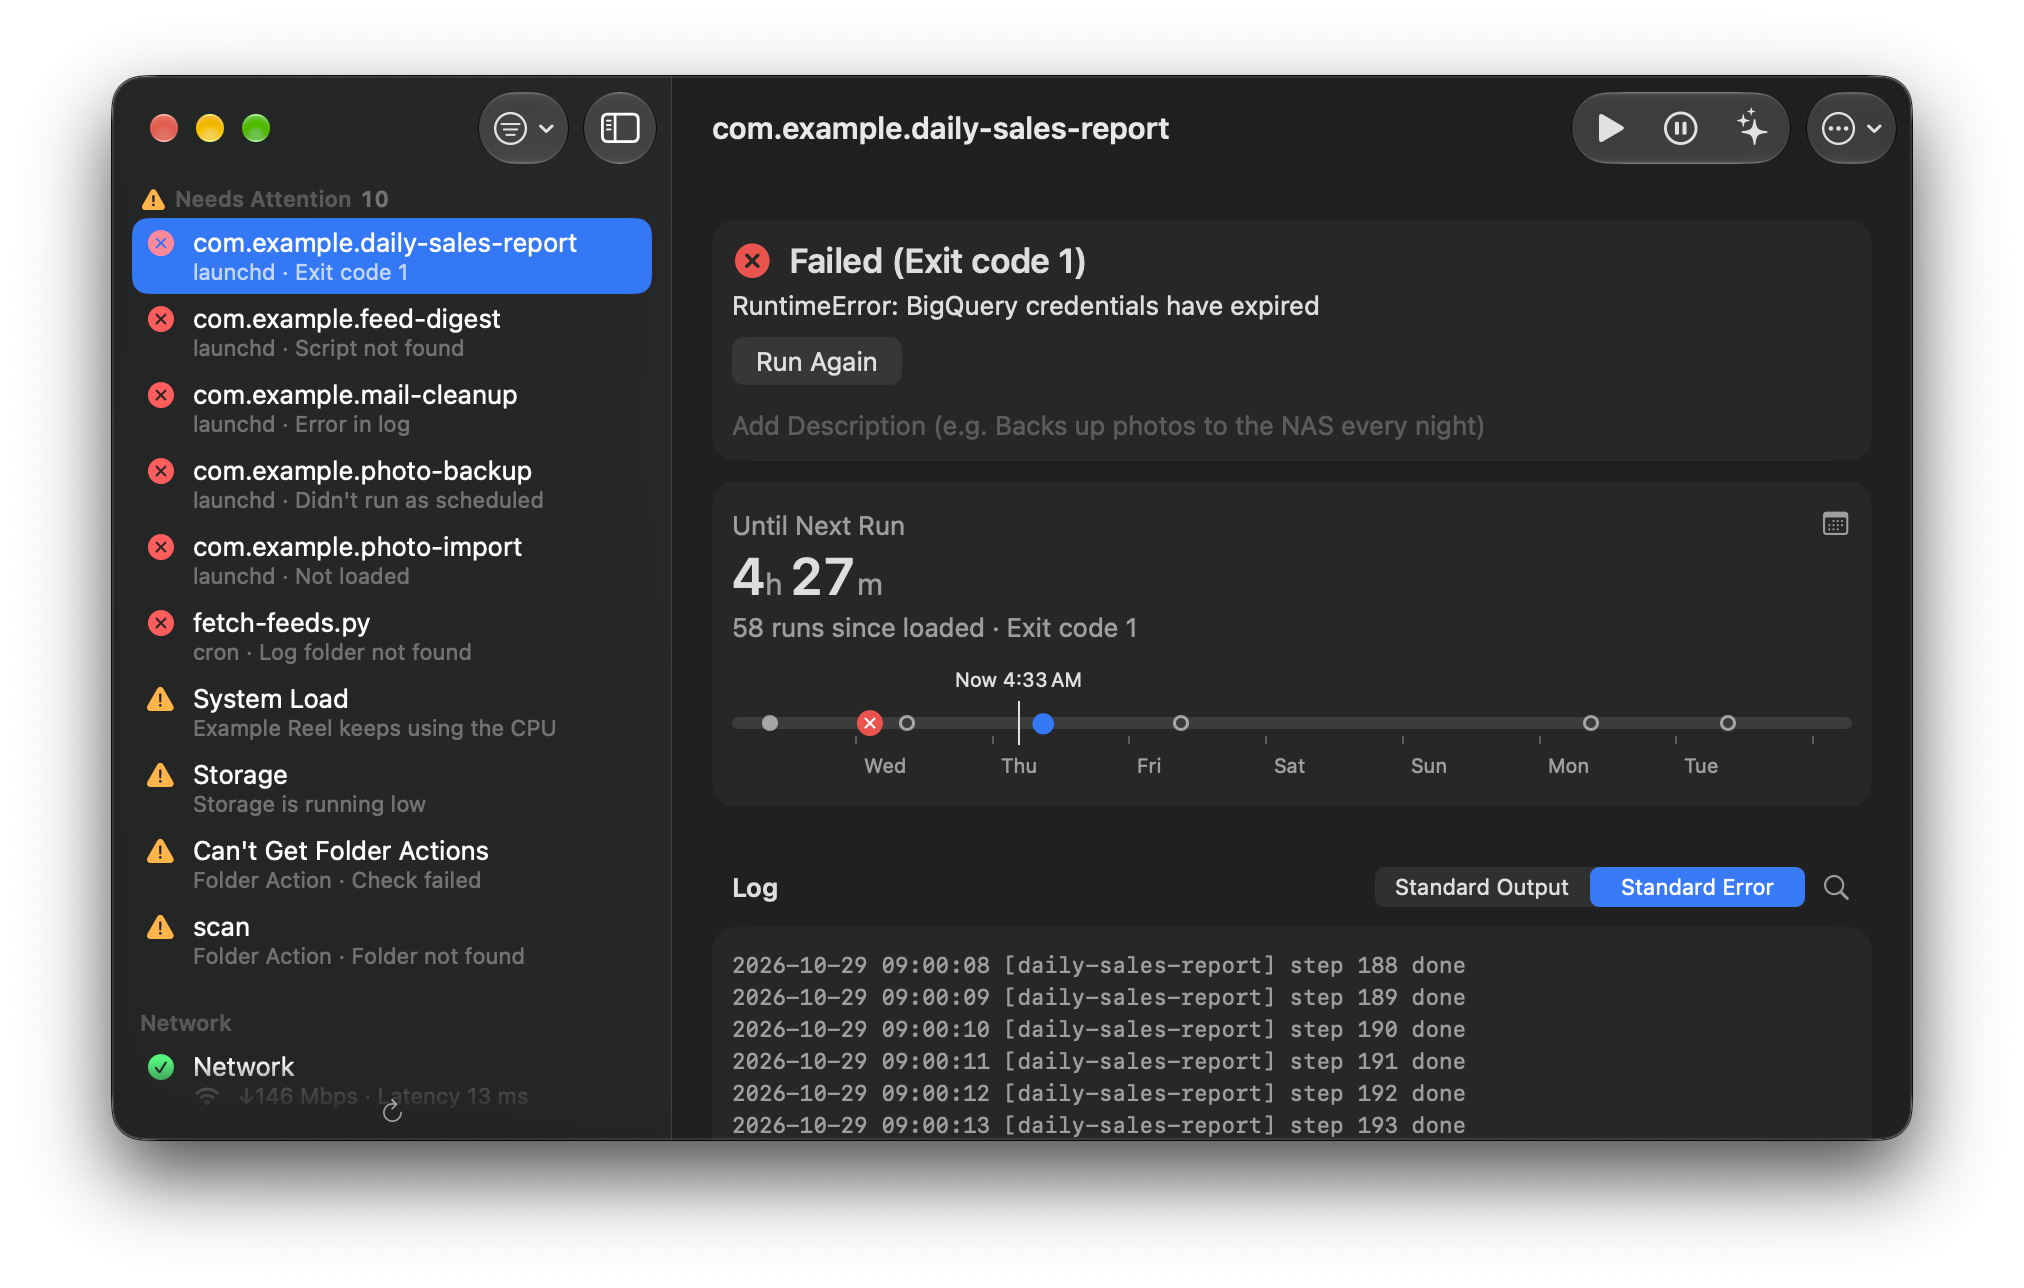 Needs Attention 10
com.example.daily-sales-report
launchd · Exit code 1
com.example.feed-digest
launchd · Script not found
com.example.mail-cleanup
launchd · Error in log
com.example.photo-backup
launchd · Didn't run as scheduled
com.example.photo-import
launchd · Not loaded
fetch-feeds.py
cron · Log folder not found
System Load
Example Reel keeps using the CPU
Storage
Storage is running low
Can't Get Folder Actions
Folder Action · Check failed
scan
Folder Action · Folder not found
Network
Network
↓146 Mbps · Latency 13 ms
com.example.daily-sales-report
Failed (Exit code 1)
RuntimeError: BigQuery credentials have expired
Run Again
Add Description (e.g. Backs up photos to the NAS every night)
Until Next Run
4h 27m
58 runs since loaded · Exit code 1
Now 4:33 AM
Wed Thu Fri Sat Sun Mon Tue
Log
Standard Output Standard Error
2026-10-29 09:00:08 [daily-sales-report] step 188 done
2026-10-29 09:00:09 [daily-sales-report] step 189 done
2026-10-29 09:00:10 [daily-sales-report] step 190 done
2026-10-29 09:00:11 [daily-sales-report] step 191 done
2026-10-29 09:00:12 [daily-sales-report] step 192 done
2026-10-29 09:00:13 [daily-sales-report] step 193 done